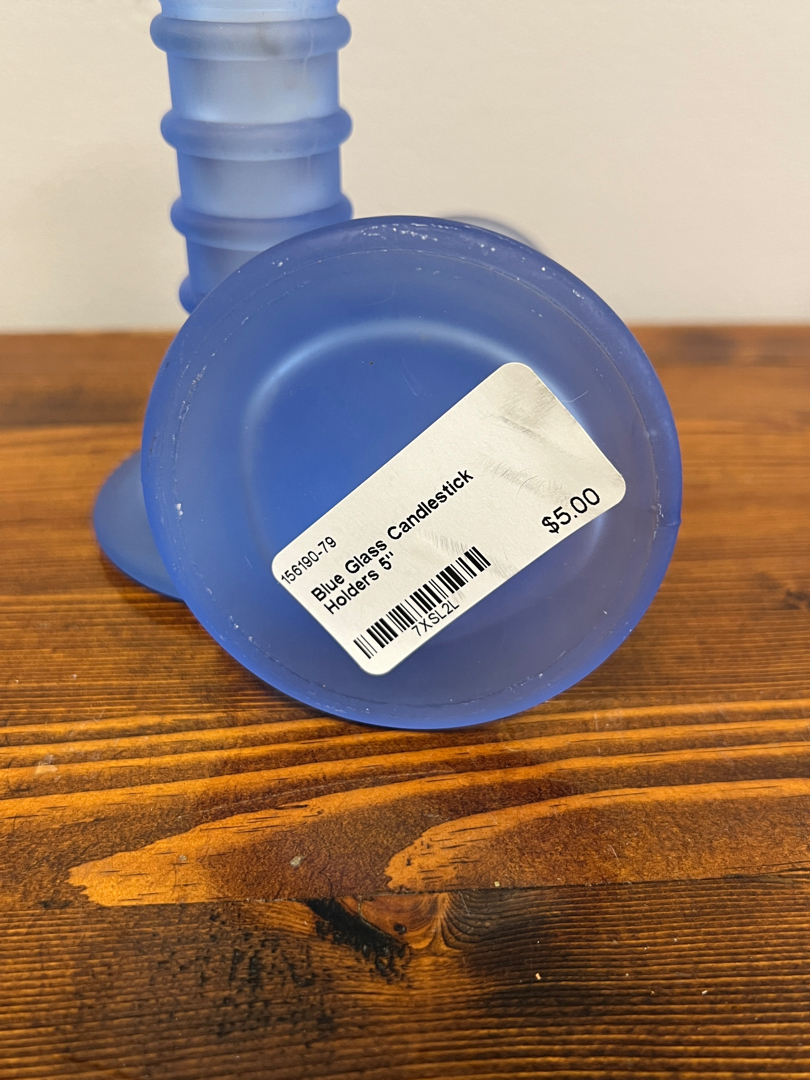 156190-79
Blue Glass Candlestick
Holders 5"
7XSL2L
$5.00